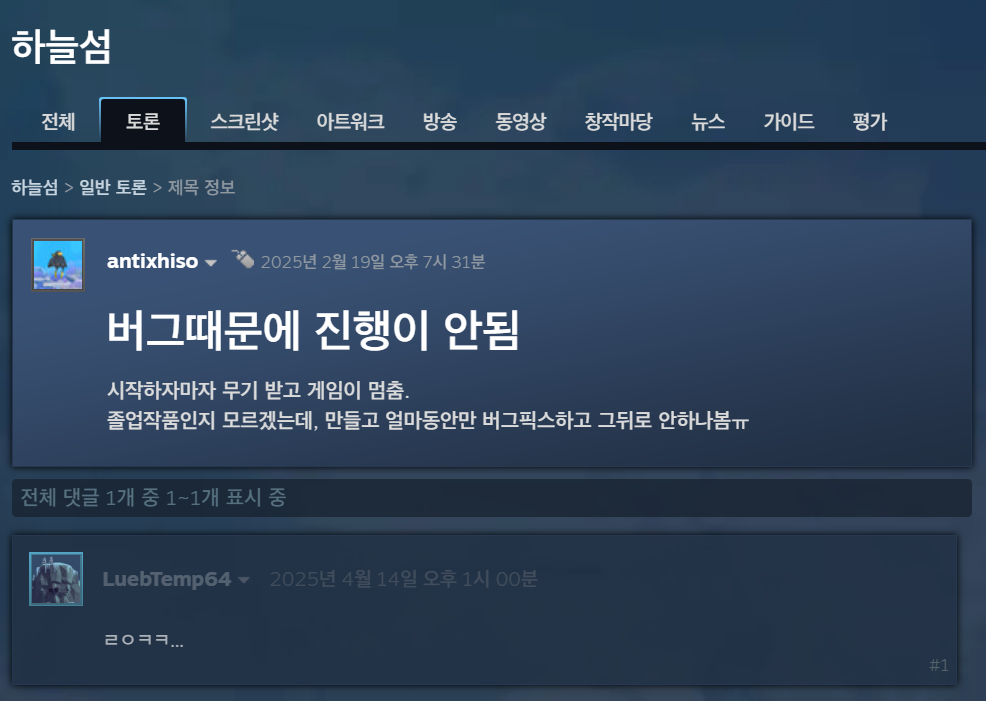 하늘섬
전체 토론 스크린샷 아트워크 방송 동영상 창작마당 뉴스 가이드 평가
하늘섬 > 일반 토론 > 제목 정보
antixhiso 2025년 2월 19일 오후 7시 31분
버그때문에 진행이 안됨
시작하자마자 무기 받고 게임이 멈춤.
졸업작품인지 모르겠는데, 만들고 얼마동안만 버그픽스하고 그뒤로 안하나봄ㅠ
전체 댓글 1개 중 1~1개 표시 중
LuebTemp64 2025년 4월 14일 오후 1시 00분
ㄹㅇㅋㅋ...
#1